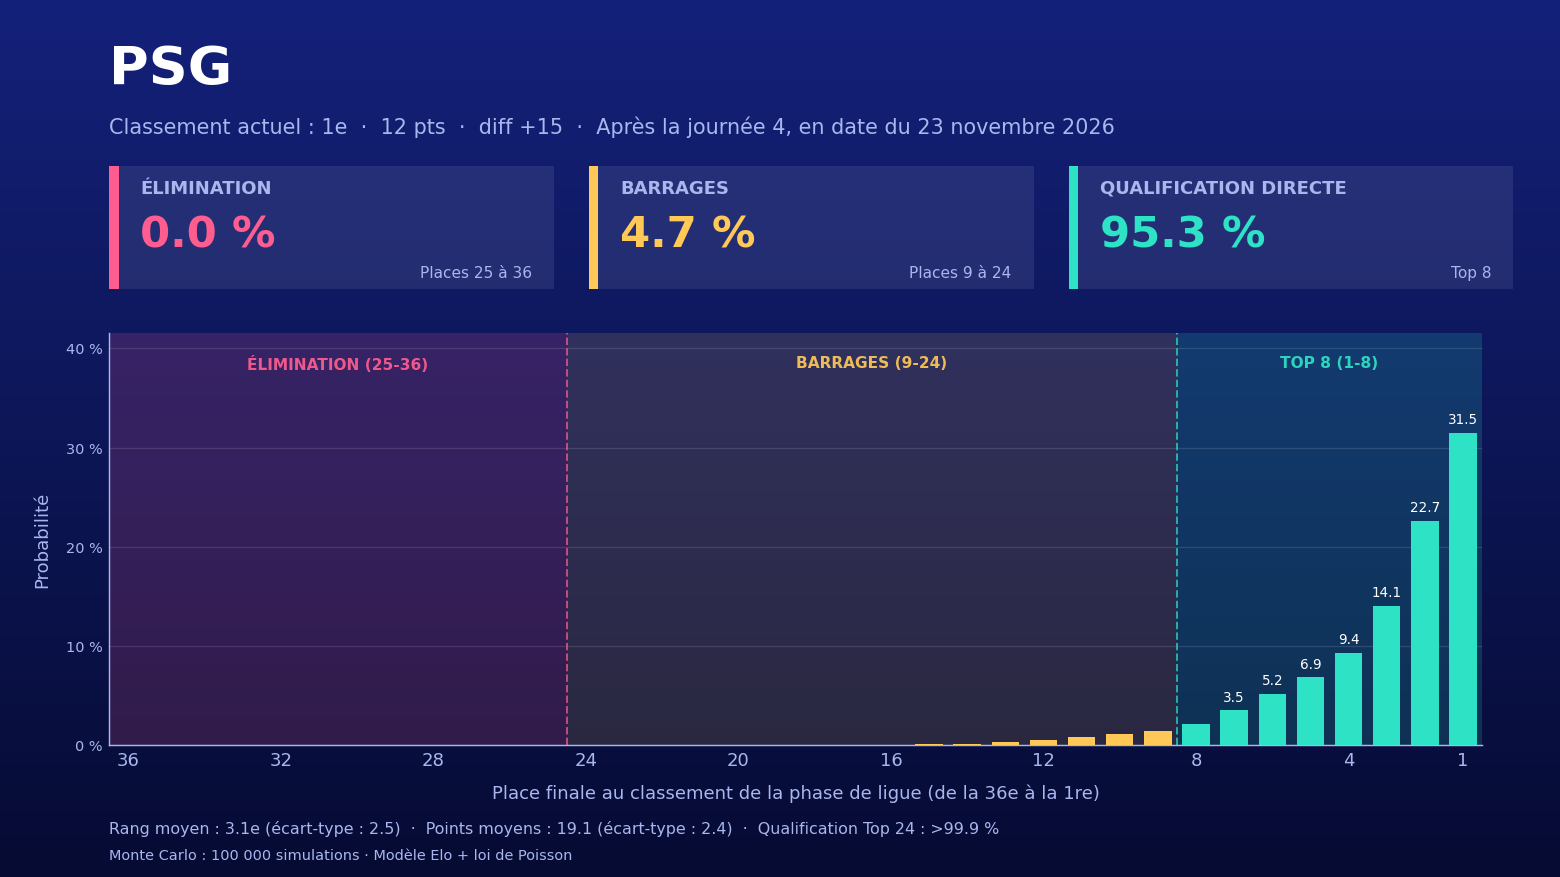 PSG
Classement actuel : 1e · 12 pts · diff +15 · Après la journée 4, en date du 23 novembre 2026
ÉLIMINATION
0.0 %
Places 25 à 36
BARRAGES
4.7 %
Places 9 à 24
QUALIFICATION DIRECTE
95.3 %
Top 8
40 %
30 %
20 %
10 %
0 %
Probabilité
ÉLIMINATION (25-36)
BARRAGES (9-24)
TOP 8 (1-8)
3.5
5.2
6.9
9.4
14.1
22.7
31.5
36 32 28 24 20 16 12 8 4 1
Place finale au classement de la phase de ligue (de la 36e à la 1re)
Rang moyen : 3.1e (écart-type : 2.5) · Points moyens : 19.1 (écart-type : 2.4) · Qualification Top 24 : >99.9 %
Monte Carlo : 100 000 simulations · Modèle Elo + loi de Poisson